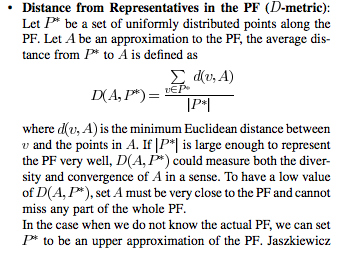 • Distance from Representatives in the PF (D-metric):
Let P* be a set of uniformly distributed points along the
PF. Let A be an approximation to the PF, the average dis-
tance from P* to A is defined as
D(A, P*) = ∑_{v∈P*} d(v, A) / |P*|
where d(v, A) is the minimum Euclidean distance between
v and the points in A. If |P*| is large enough to represent
the PF very well, D(A, P*) could measure both the diver-
sity and convergence of A in a sense. To have a low value
of D(A, P*), set A must be very close to the PF and cannot
miss any part of the whole PF.
In the case when we do not know the actual PF, we can set
P* to be an upper approximation of the PF. Jaszkiewicz